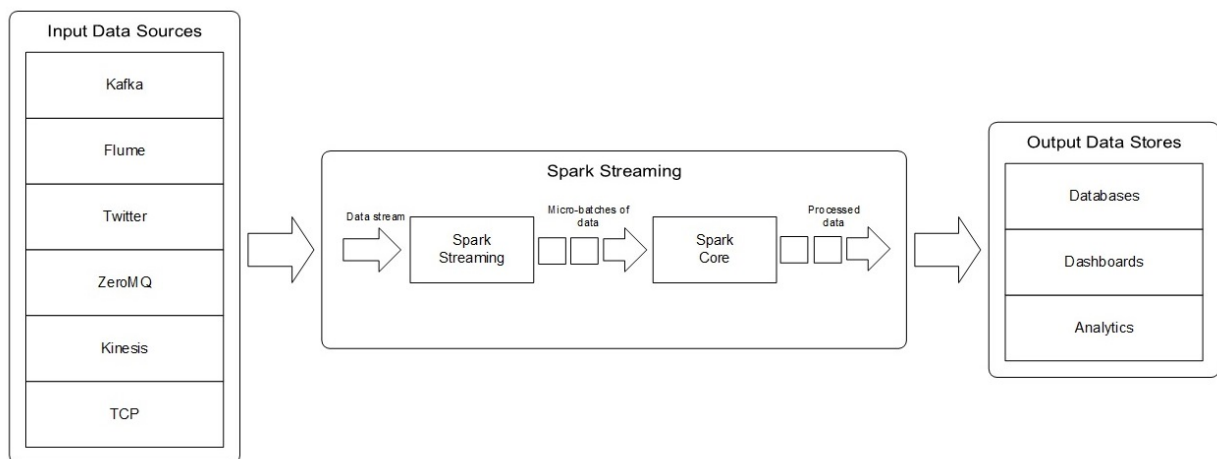 Input Data Sources
Kafka
Flume
Twitter
ZeroMQ
Kinesis
TCP
Spark Streaming
Data stream
Spark
Streaming
Micro-batches of
data
Spark
Core
Processed
data
Output Data Stores
Databases
Dashboards
Analytics